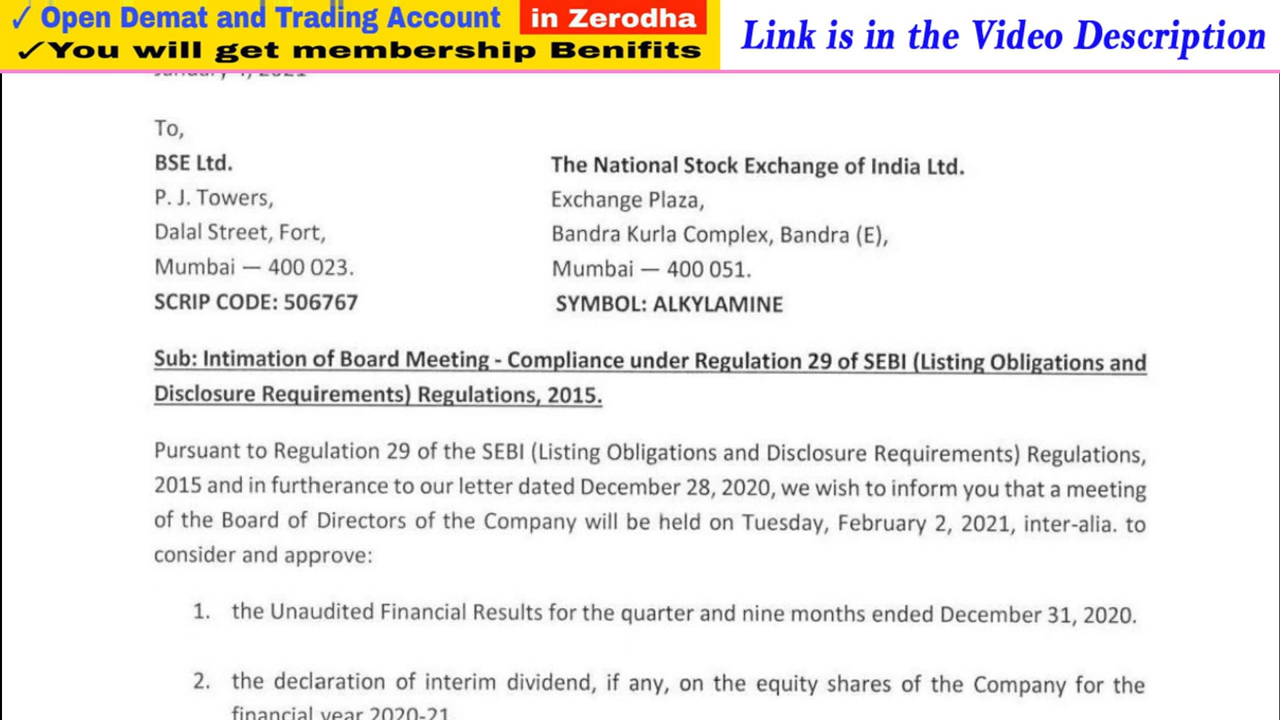 ✓ Open Demat and Trading Account in Zerodha
✓You will get membership Benifits
Link is in the Video Description
To,
BSE Ltd.
P. J. Towers,
Dalal Street, Fort,
Mumbai — 400 023.
SCRIP CODE: 506767
The National Stock Exchange of India Ltd.
Exchange Plaza,
Bandra Kurla Complex, Bandra (E),
Mumbai — 400 051.
SYMBOL: ALKYLAMINE
Sub: Intimation of Board Meeting - Compliance under Regulation 29 of SEBI (Listing Obligations and
Disclosure Requirements) Regulations, 2015.
Pursuant to Regulation 29 of the SEBI (Listing Obligations and Disclosure Requirements) Regulations,
2015 and in furtherance to our letter dated December 28, 2020, we wish to inform you that a meeting
of the Board of Directors of the Company will be held on Tuesday, February 2, 2021, inter-alia. to
consider and approve:
1. the Unaudited Financial Results for the quarter and nine months ended December 31, 2020.
2. the declaration of interim dividend, if any, on the equity shares of the Company for the
financial year 2020-21.